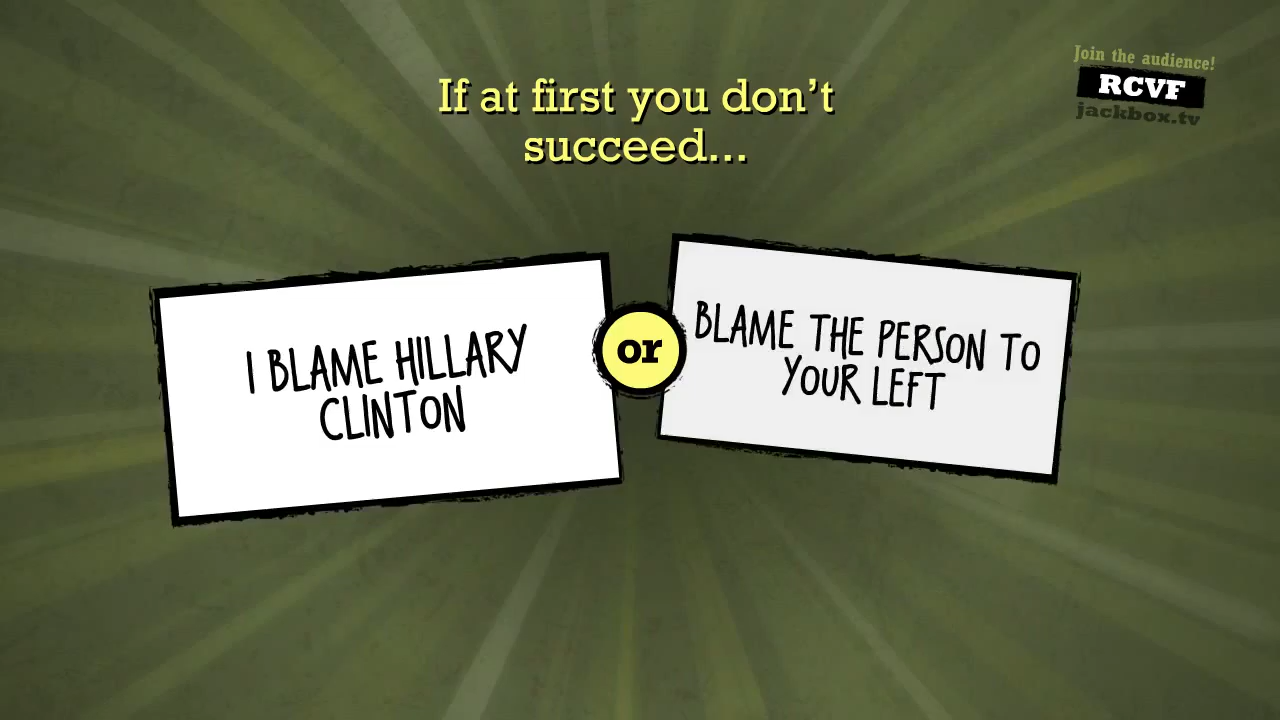 Join the audience!
RCVF
jackbox.tv
If at first you don’t
succeed...
I BLAME HILLARY
CLINTON
or
BLAME THE PERSON TO
YOUR LEFT